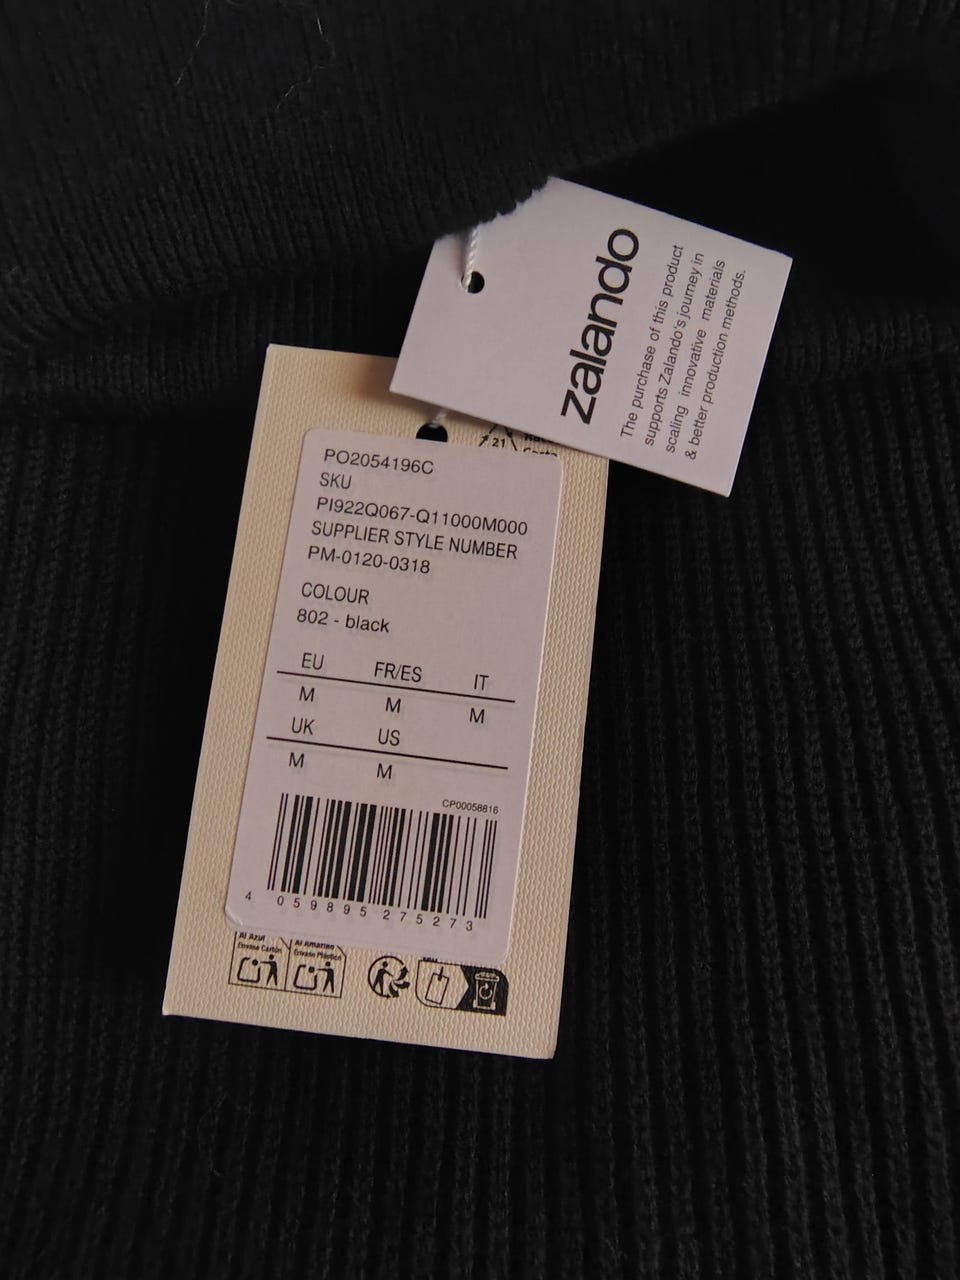 zalando
The purchase of this product
supports Zalando's journey in
scaling innovative materials
& better production methods.
21
PO2054196C
SKU
PI922Q067-Q11000M000
SUPPLIER STYLE NUMBER
PM-0120-0318
COLOUR
802 - black
EU FR/ES IT
M M M
UK US
M M
CP00058816
4 059895 275273
Al Azul Al Amarillo
Envase Cartón Envase Plástico